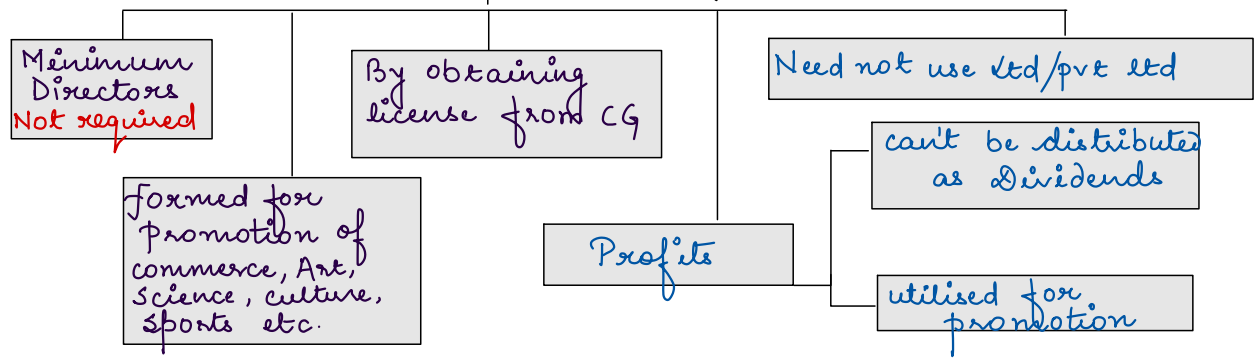 Minimum
Directors
Not required
formed for
promotion of
commerce, Art,
science, culture,
sports etc.
By obtaining
license from CG
Profits
Need not use Ltd/pvt ltd
can't be distributed
as Dividends
utilised for
promotion